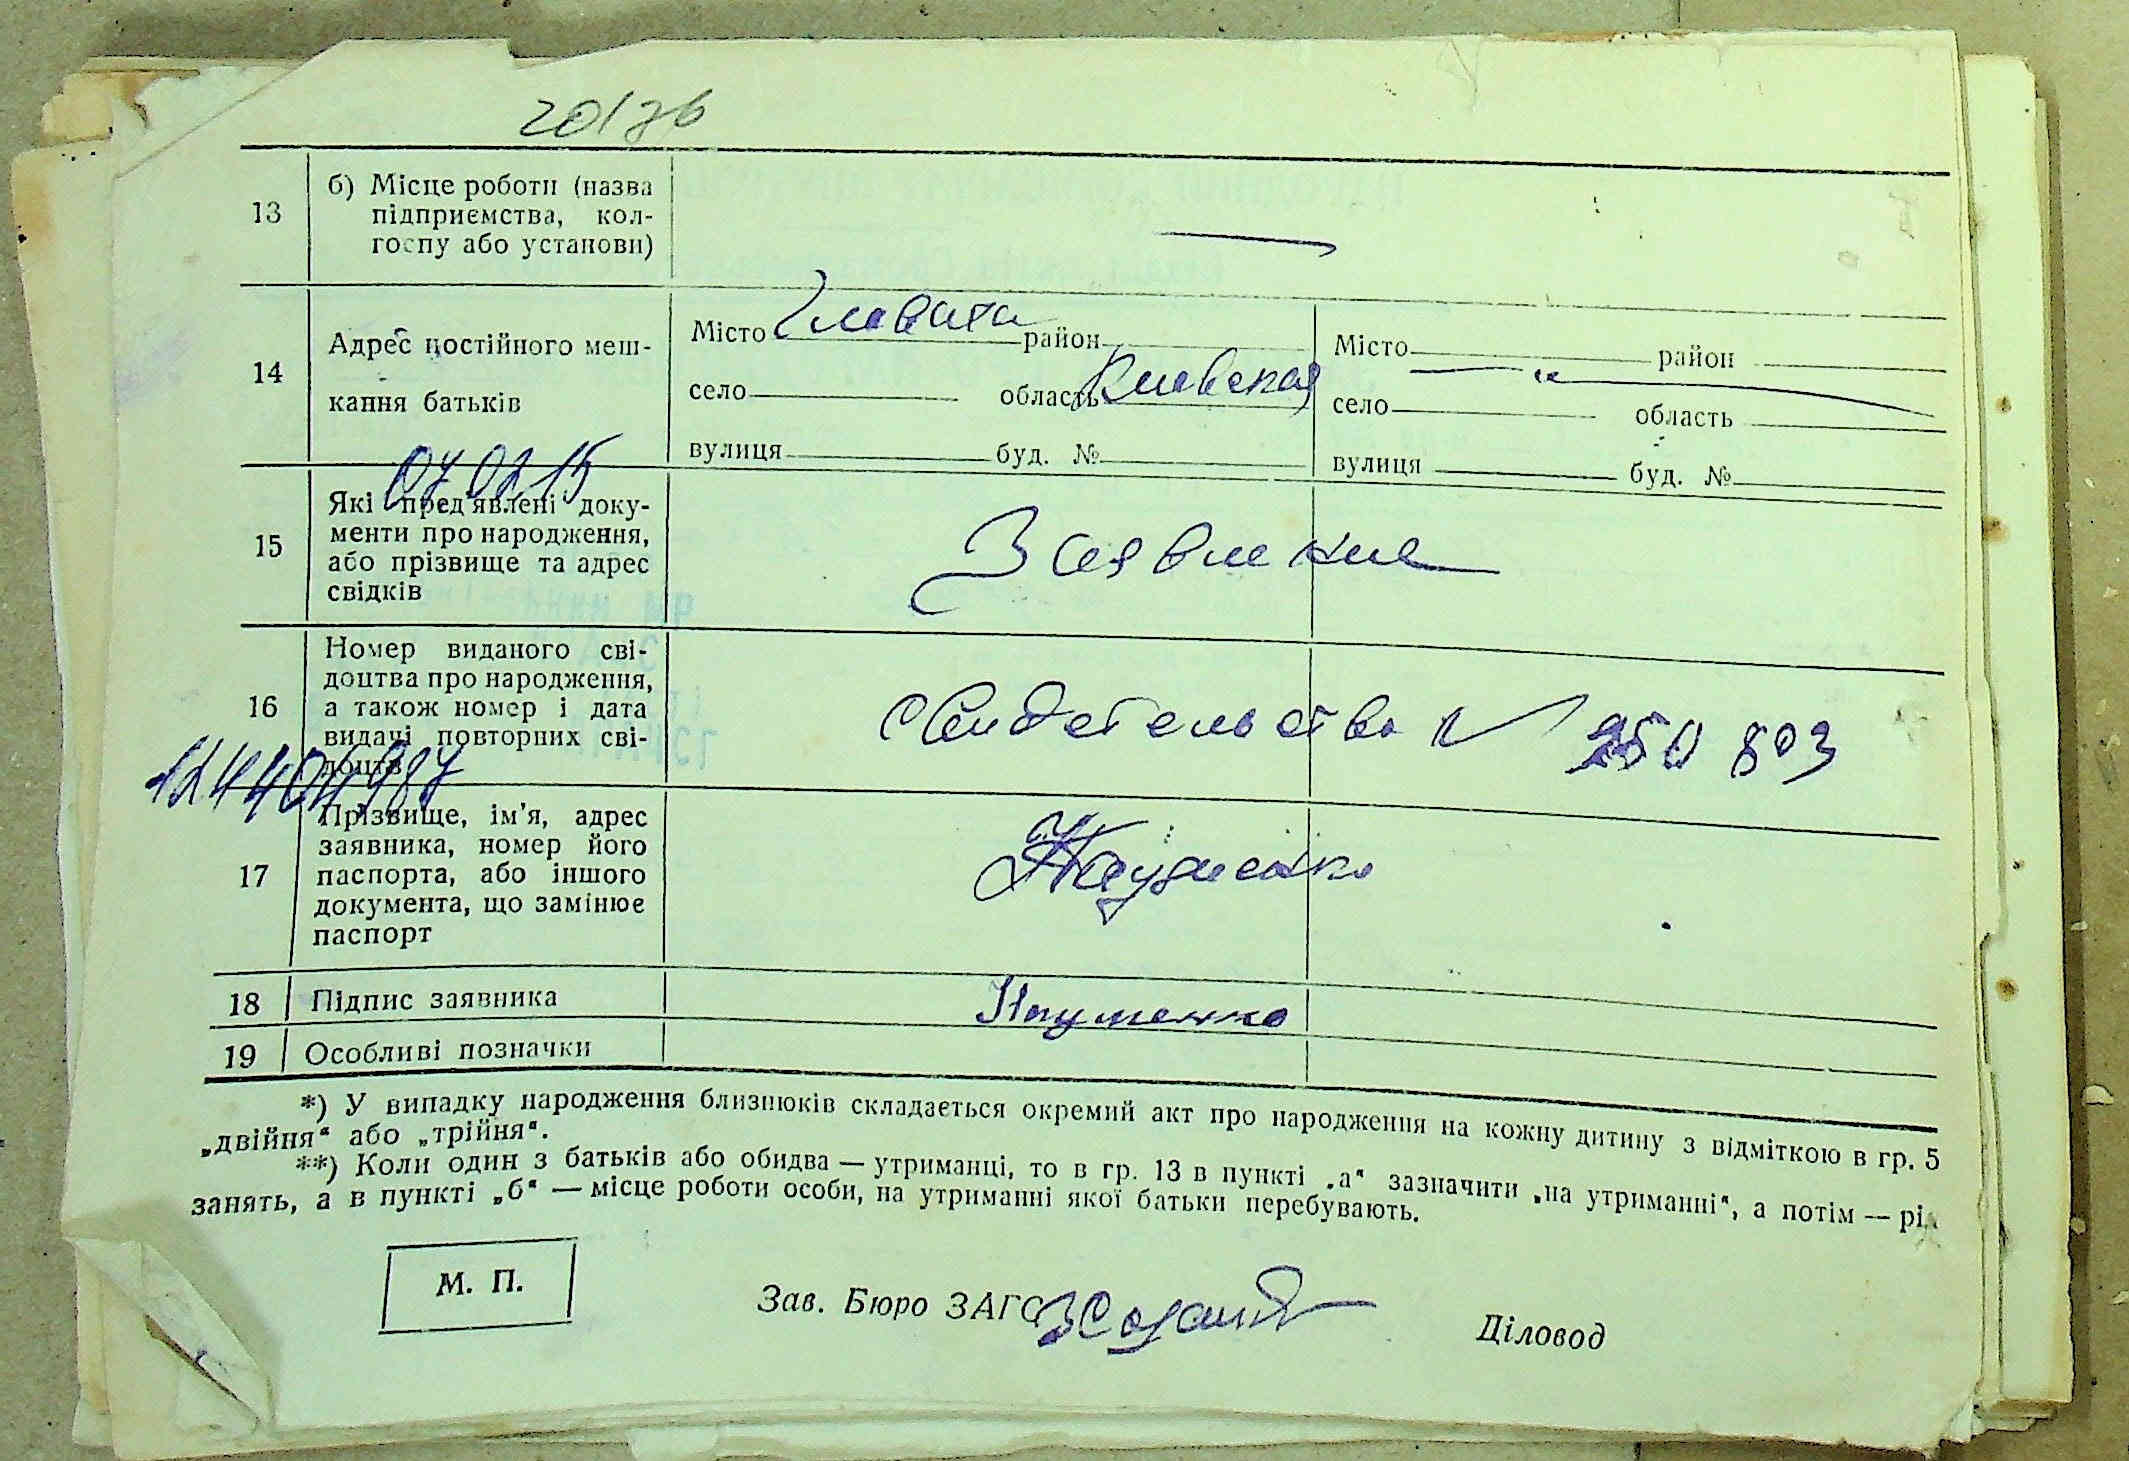 13
б) Місце роботи (назва
підприємства, кол-
госпу або установи)
14
Адрес постійного меш-
кання батьків
Місто район
село область Киевская
вулиця буд. №
Місто район
село область
вулиця буд. №
07 02 15
15
Які пред'явлені доку-
менти про народження,
або прізвище та адрес
свідків
Заявление
16
Номер виданого сві-
доцтва про народження,
а також номер і дата
видачі повторних сві-
доцтв
Свидетельство № 250 803
17
Прізвище, ім'я, адрес
заявника, номер його
паспорта, або іншого
документа, що замінює
паспорт
Науменко
18 Підпис заявника Науменко
19 Особливі позначки
*) У випадку народження близнюків складається окремий акт про народження на кожну дитину з відміткою в гр. 5
„двійня“ або „трійня“.
**) Коли один з батьків або обидва — утриманці, то в гр. 13 в пункті „а“ зазначити „на утриманні“, а потім — рід
занять, а в пункті „б“ — місце роботи особи, на утриманні якої батьки перебувають.
М. П.
Зав. Бюро ЗАГС
Діловод